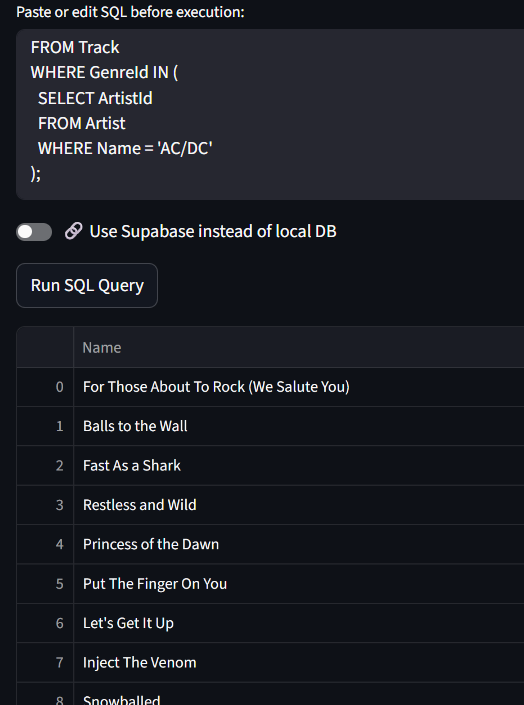 Paste or edit SQL before execution:
FROM Track
WHERE GenreId IN (
SELECT ArtistId
FROM Artist
WHERE Name = 'AC/DC'
);
Use Supabase instead of local DB
Run SQL Query
Name
0 For Those About To Rock (We Salute You)
1 Balls to the Wall
2 Fast As a Shark
3 Restless and Wild
4 Princess of the Dawn
5 Put The Finger On You
6 Let's Get It Up
7 Inject The Venom
8 Snowballed